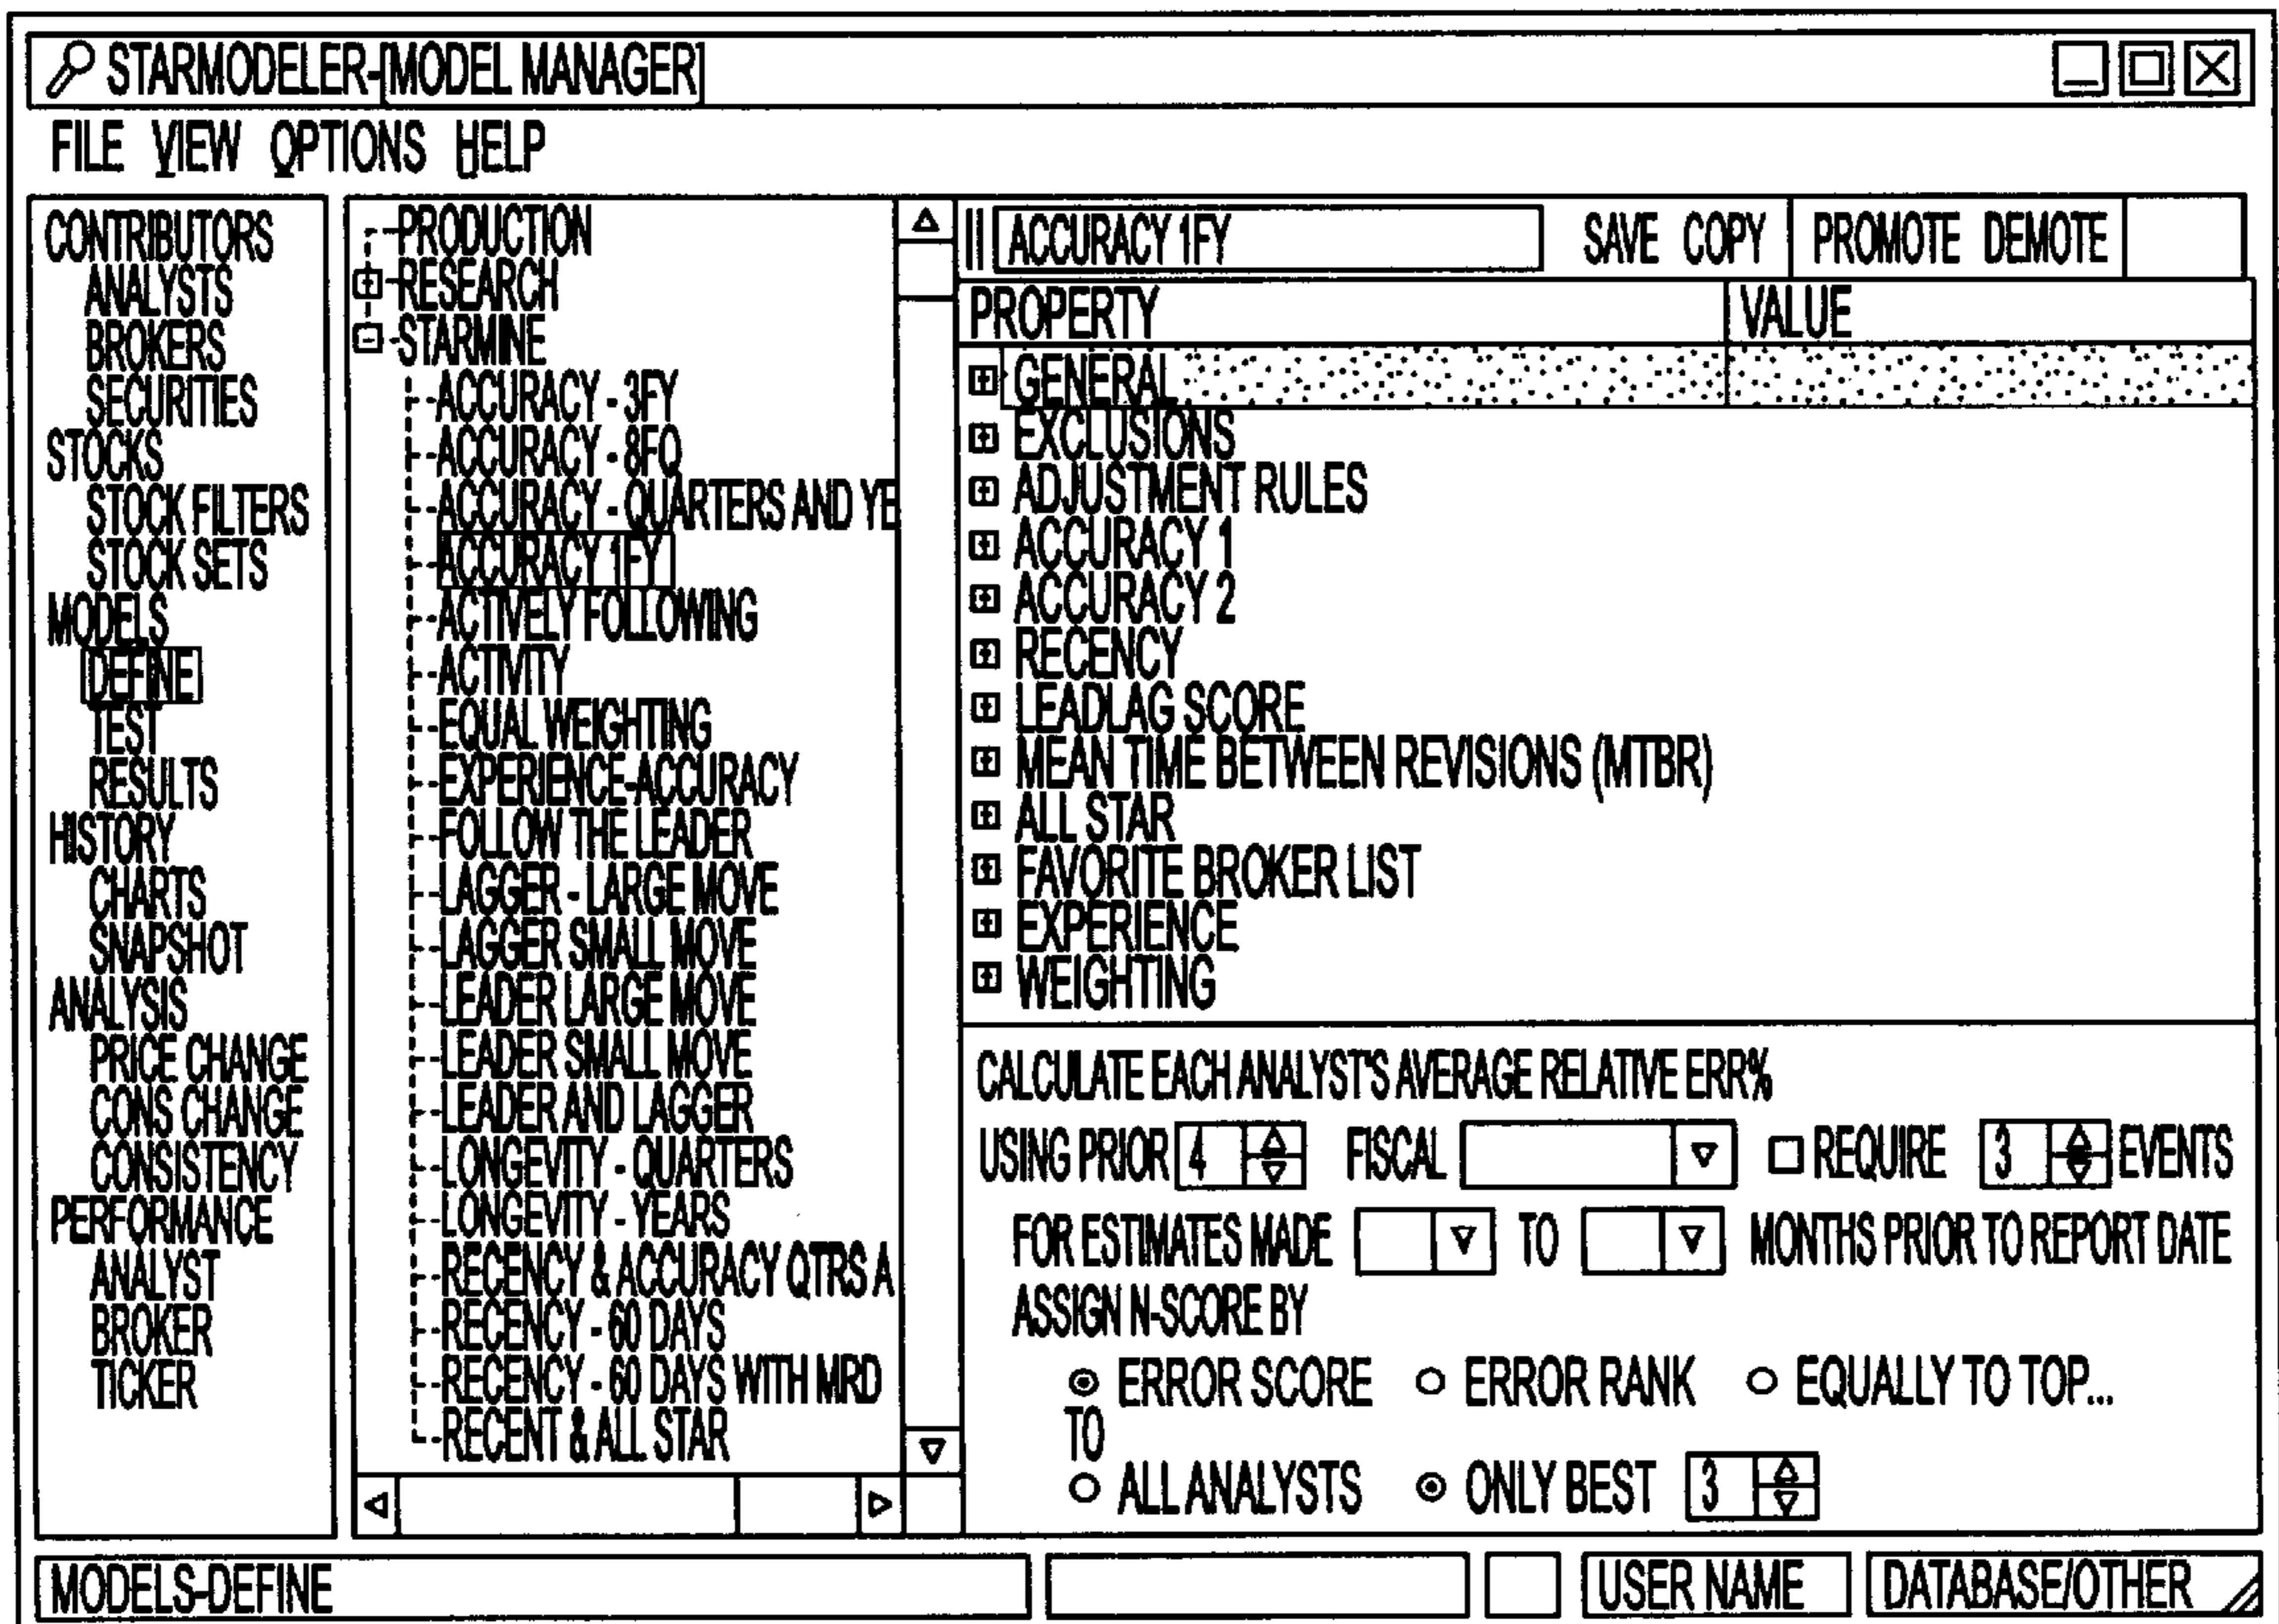 STARMODELER-[MODEL MANAGER]
FILE VIEW OPTIONS HELP
CONTRIBUTORS
ANALYSTS
BROKERS
SECURITIES
STOCKS
STOCK FILTERS
STOCK SETS
MODELS
DEFINE
TEST
RESULTS
HISTORY
CHARTS
SNAPSHOT
ANALYSIS
PRICE CHANGE
CONS CHANGE
CONSISTENCY
PERFORMANCE
ANALYST
BROKER
TICKER
PRODUCTION
RESEARCH
STARMINE
ACCURACY - 3FY
ACCURACY - 8FQ
ACCURACY - QUARTERS AND YE
ACCURACY 1FY
ACTIVELY FOLLOWING
ACTIVITY
EQUAL WEIGHTING
EXPERIENCE-ACCURACY
FOLLOW THE LEADER
LAGGER - LARGE MOVE
LAGGER SMALL MOVE
LEADER LARGE MOVE
LEADER SMALL MOVE
LEADER AND LAGGER
LONGEVITY - QUARTERS
LONGEVITY - YEARS
RECENCY & ACCURACY QTRS A
RECENCY - 60 DAYS
RECENCY - 60 DAYS WITH MRD
RECENT & ALL STAR
ACCURACY 1FY SAVE COPY PROMOTE DEMOTE
PROPERTY VALUE
GENERAL
EXCLUSIONS
ADJUSTMENT RULES
ACCURACY 1
ACCURACY 2
RECENCY
LEADLAG SCORE
MEAN TIME BETWEEN REVISIONS (MTBR)
ALL STAR
FAVORITE BROKER LIST
EXPERIENCE
WEIGHTING
CALCULATE EACH ANALYST'S AVERAGE RELATIVE ERR%
USING PRIOR 4 FISCAL REQUIRE 3 EVENTS
FOR ESTIMATES MADE TO MONTHS PRIOR TO REPORT DATE
ASSIGN N-SCORE BY
ERROR SCORE ERROR RANK EQUALLY TO TOP...
TO
ALL ANALYSTS ONLY BEST 3
MODELS-DEFINE USER NAME DATABASE/OTHER